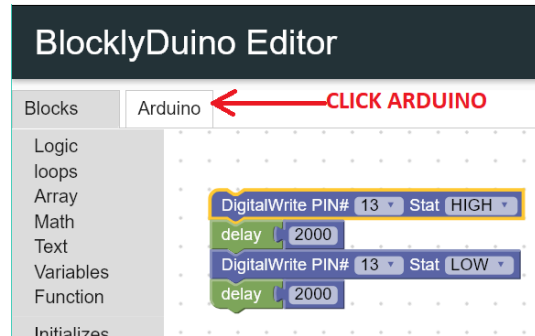 BlocklyDuino Editor
Blocks Arduino CLICK ARDUINO
Logic
loops
Array
Math
Text
Variables
Function
Initializes
DigitalWrite PIN# 13 Stat HIGH
delay 2000
DigitalWrite PIN# 13 Stat LOW
delay 2000